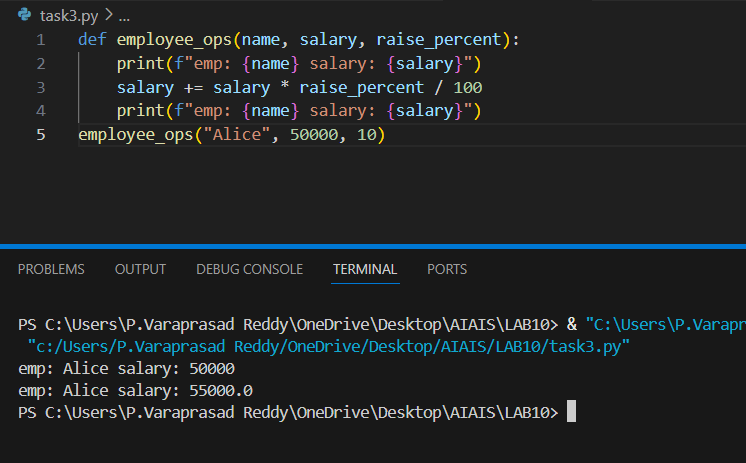 task3.py > ...
1 def employee_ops(name, salary, raise_percent):
2     print(f"emp: {name} salary: {salary}")
3     salary += salary * raise_percent / 100
4     print(f"emp: {name} salary: {salary}")
5 employee_ops("Alice", 50000, 10)
PROBLEMS OUTPUT DEBUG CONSOLE TERMINAL PORTS
PS C:\Users\P.Varaprasad Reddy\OneDrive\Desktop\AIAIS\LAB10> & "C:\Users\P.Varapr
"c:/Users/P.Varaprasad Reddy/OneDrive/Desktop/AIAIS/LAB10/task3.py"
emp: Alice salary: 50000
emp: Alice salary: 55000.0
PS C:\Users\P.Varaprasad Reddy\OneDrive\Desktop\AIAIS\LAB10>